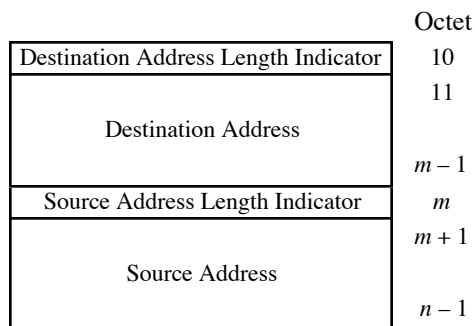 Octet
Destination Address Length Indicator 10
11
Destination Address
m – 1
Source Address Length Indicator m
m + 1
Source Address
n – 1